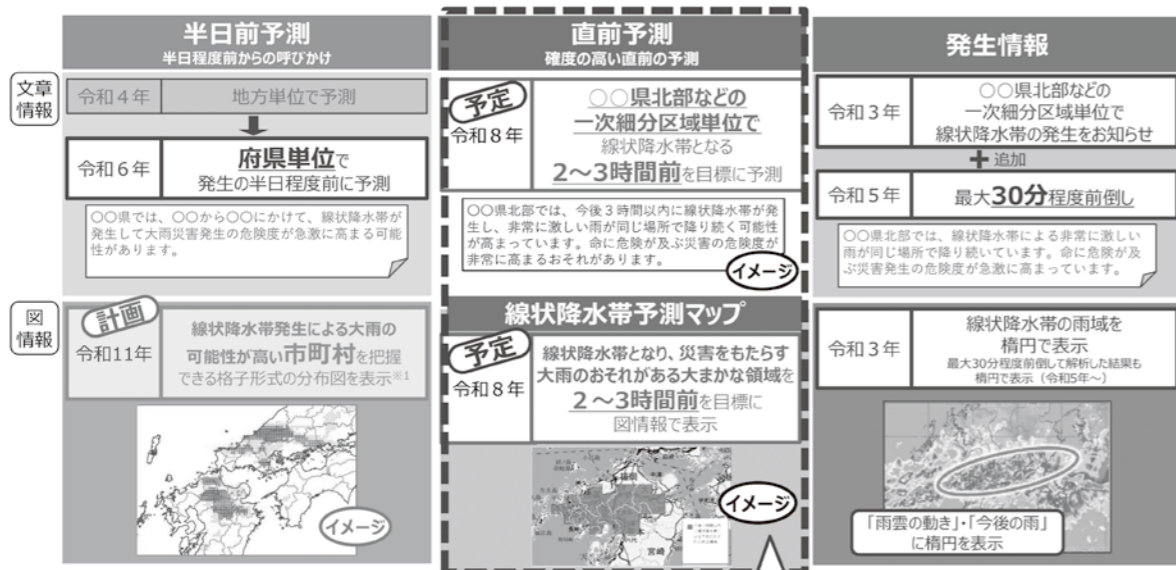 半日前予測
半日程度前からの呼びかけ
文章
情報
令和4年
地方単位で予測
令和6年
府県単位で
発生の半日程度前に予測
○○県では、○○から○○にかけて、線状降水帯が
発生して大雨災害発生の危険度が急激に高まる可能
性があります。
図
情報
計画
令和11年
線状降水帯発生による大雨の
可能性が高い市町村を把握
できる格子形式の分布図を表示※1
イメージ
直前予測
確度の高い直前の予測
予定
令和8年
○○県北部などの
一次細分区域単位で
線状降水帯となる
2～3時間前を目標に予測
○○県北部では、今後3時間以内に線状降水帯が発
生し、非常に激しい雨が同じ場所で降り続く可能性
が高まっています。命に危険が及ぶ災害の危険度が
非常に高まるおそれがあります。
イメージ
線状降水帯予測マップ
予定
令和8年
線状降水帯となり、災害をもたらす
大雨のおそれがある大まかな領域を
2～3時間前を目標に
図情報で表示
宮崎
イメージ
発生情報
令和3年
○○県北部などの
一次細分区域単位で
線状降水帯の発生をお知らせ
+ 追加
令和5年
最大30分程度前倒し
○○県北部では、線状降水帯による非常に激しい
雨が同じ場所で降り続いています。命に危険が及
ぶ災害発生の危険度が急激に高まっています。
令和3年
線状降水帯の雨域を
楕円で表示
最大30分程度前倒して解析した結果も
楕円で表示（令和5年～）
「雨雲の動き」・「今後の雨」
に楕円を表示